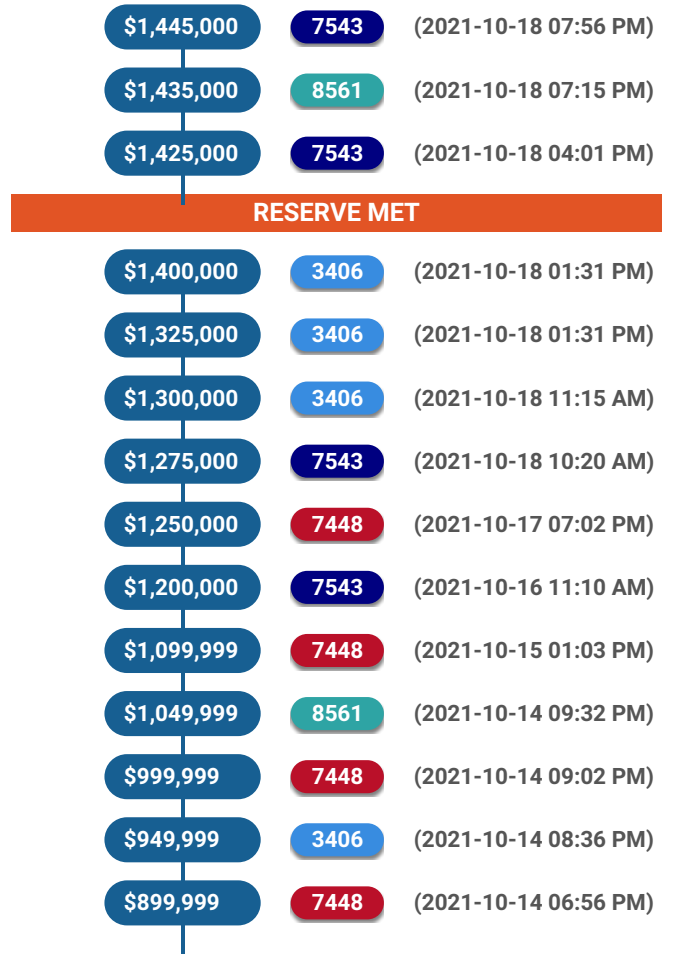 $1,445,000 7543 (2021-10-18 07:56 PM)
$1,435,000 8561 (2021-10-18 07:15 PM)
$1,425,000 7543 (2021-10-18 04:01 PM)
RESERVE MET
$1,400,000 3406 (2021-10-18 01:31 PM)
$1,325,000 3406 (2021-10-18 01:31 PM)
$1,300,000 3406 (2021-10-18 11:15 AM)
$1,275,000 7543 (2021-10-18 10:20 AM)
$1,250,000 7448 (2021-10-17 07:02 PM)
$1,200,000 7543 (2021-10-16 11:10 AM)
$1,099,999 7448 (2021-10-15 01:03 PM)
$1,049,999 8561 (2021-10-14 09:32 PM)
$999,999 7448 (2021-10-14 09:02 PM)
$949,999 3406 (2021-10-14 08:36 PM)
$899,999 7448 (2021-10-14 06:56 PM)